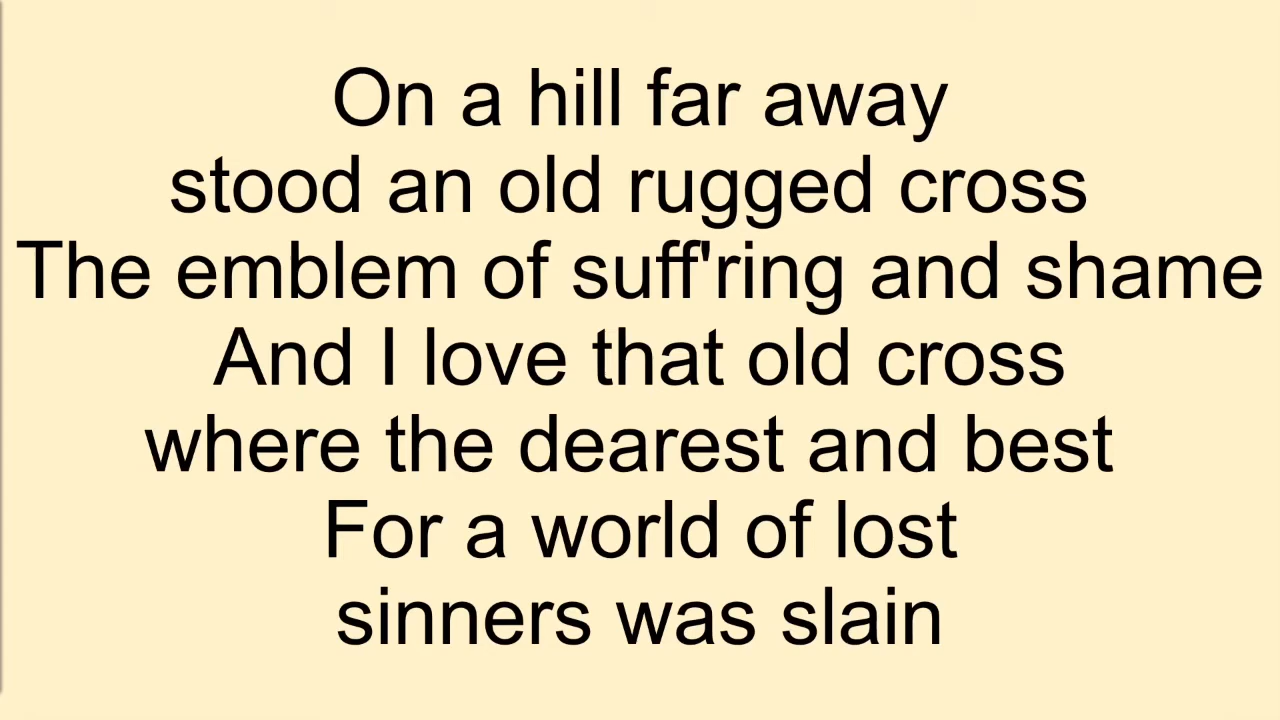 On a hill far away
stood an old rugged cross
The emblem of suff'ring and shame
And I love that old cross
where the dearest and best
For a world of lost
sinners was slain